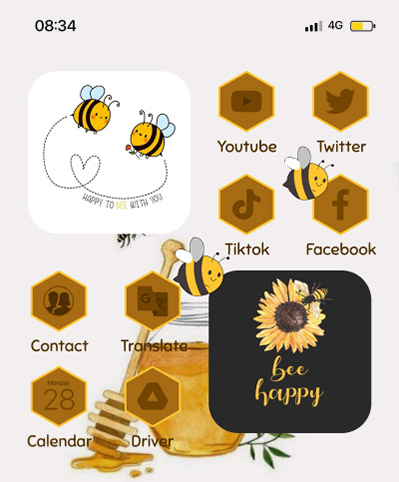 08:34
4G
Youtube
Twitter
HAPPY TO BEE WITH YOU
Tiktok
Facebook
Contact
G
Translate
bee
happy
Monday
28
Calendar
Driver